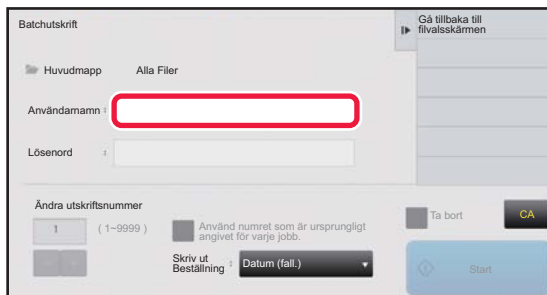 Batchutskrift
Gå tillbaka till
filvalsskärmen
Huvudmapp Alla Filer
Användarnamn :
Lösenord :
Ändra utskriftsnummer
1 (1~9999)
Använd numret som är ursprungligt
angivet för varje jobb.
Skriv ut
Beställning : Datum (fall.)
Ta bort
CA
Start